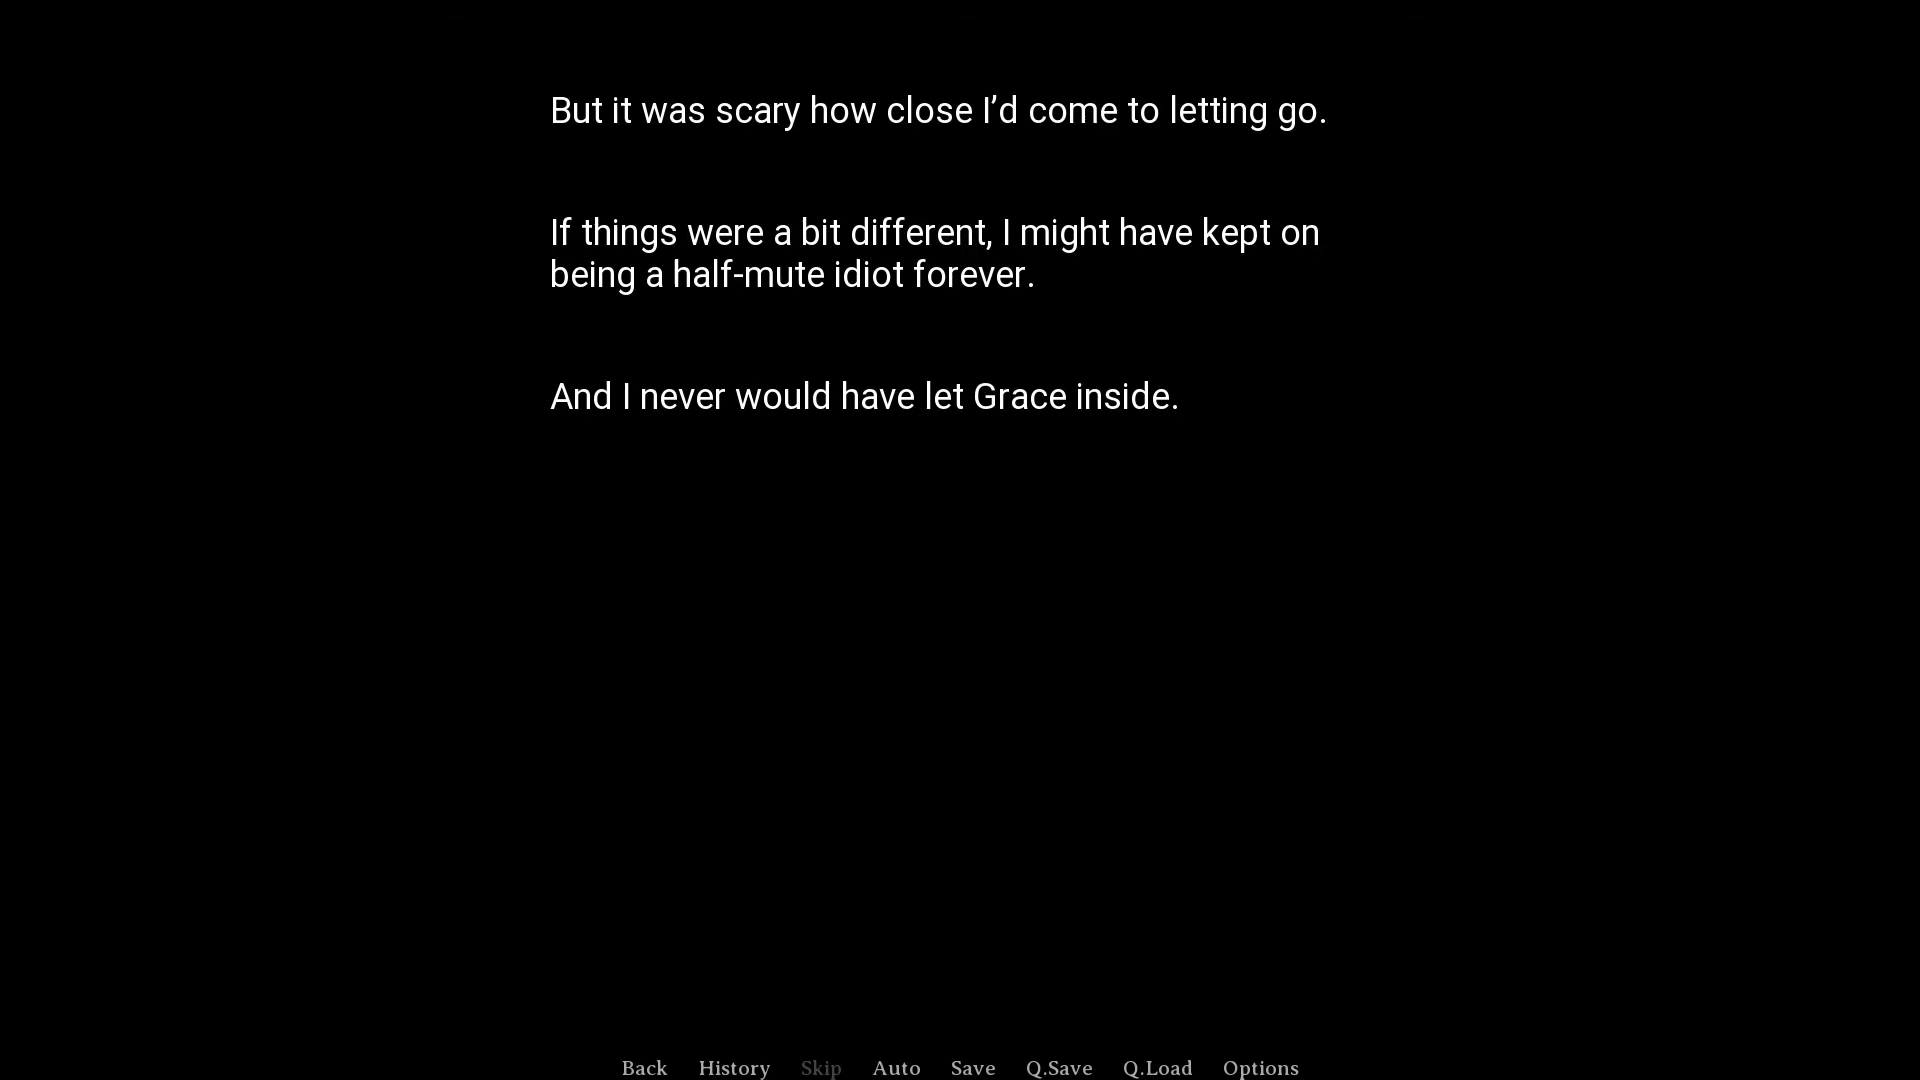 But it was scary how close I’d come to letting go.
If things were a bit different, I might have kept on
being a half-mute idiot forever.
And I never would have let Grace inside.
Back History Skip Auto Save Q.Save Q.Load Options